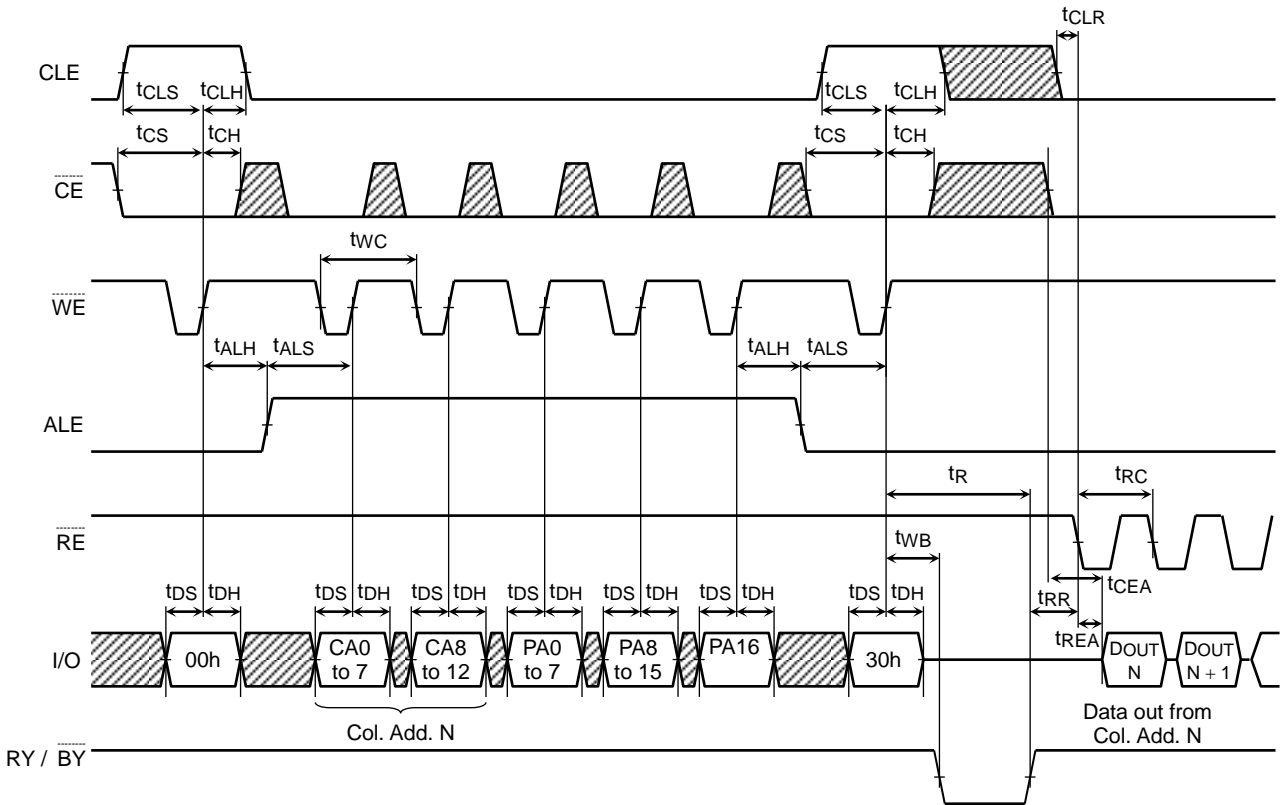 tCLR
CLE
tCLS tCLH tCLS tCLH
tCS tCH tCS tCH
CE
tWC
WE
tALH tALS tALH tALS
ALE
tR tRC
RE
tWB
tCEA
tDS tDH tDS tDH tDS tDH tDS tDH tDS tDH tDS tDH tDS tDH
tRR
tREA
I/O 00h CA0 to 7 CA8 to 12 PA0 to 7 PA8 to 15 PA16 30h DOUT N DOUT N + 1
Col. Add. N
Data out from
Col. Add. N
RY / BY